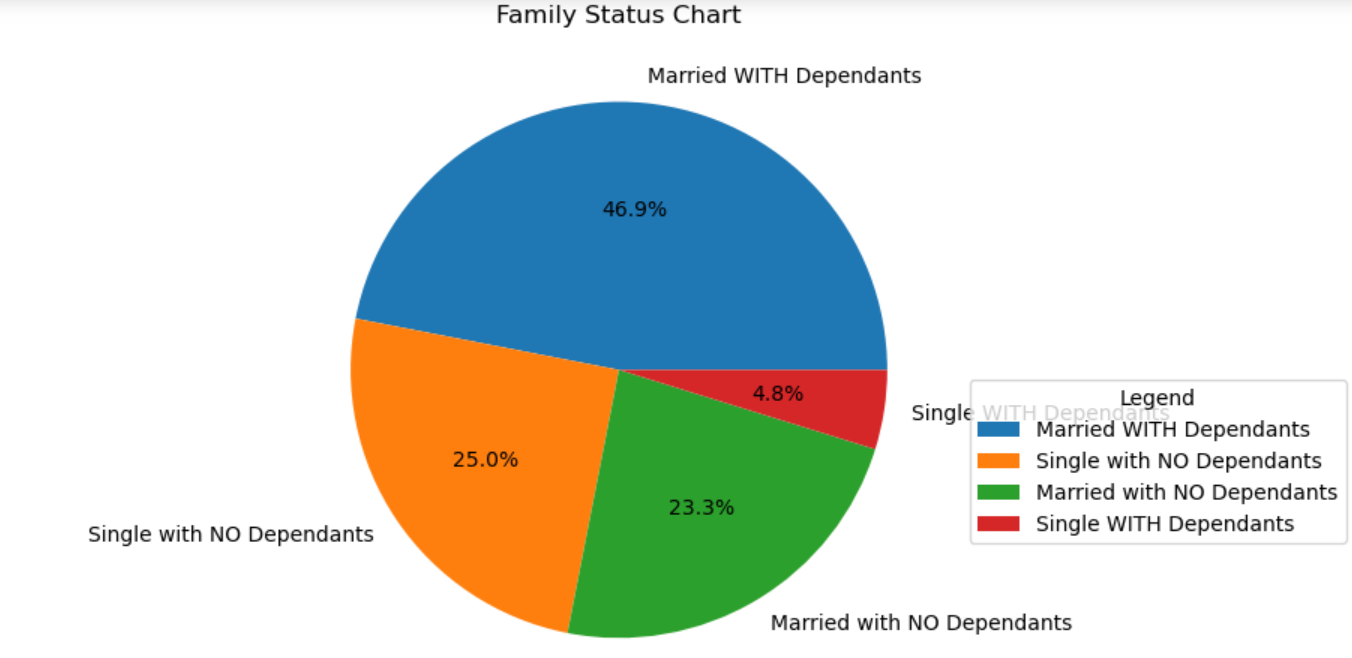 Family Status Chart
Married WITH Dependants
46.9%
4.8%
Single WITH Dependants
25.0%
23.3%
Single with NO Dependants
Married with NO Dependants
Legend
Married WITH Dependants
Single with NO Dependants
Married with NO Dependants
Single WITH Dependants